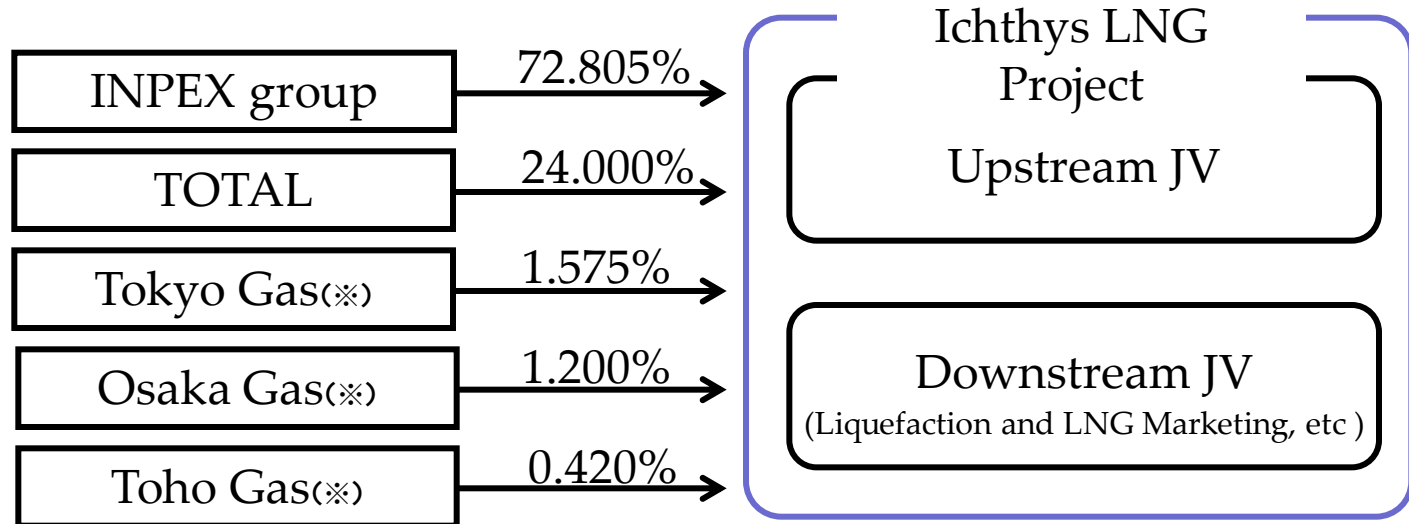 Ichthys LNG
Project
INPEX group
72.805%
TOTAL
24.000%
Tokyo Gas(※)
1.575%
Osaka Gas(※)
1.200%
Toho Gas(※)
0.420%
Upstream JV
Downstream JV
(Liquefaction and LNG Marketing, etc )